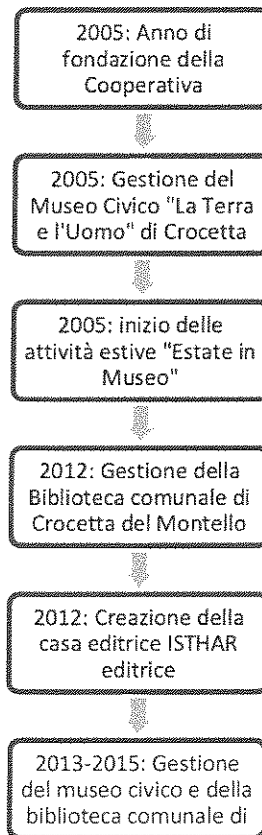 2005: Anno di
fondazione della
Cooperativa
2005: Gestione del
Museo Civico "La Terra
e l'Uomo" di Crocetta
2005: inizio delle
attività estive "Estate in
Museo"
2012: Gestione della
Biblioteca comunale di
Crocetta del Montello
2012: Creazione della
casa editrice ISTHAR
editrice
2013-2015: Gestione
del museo civico e della
biblioteca comunale di